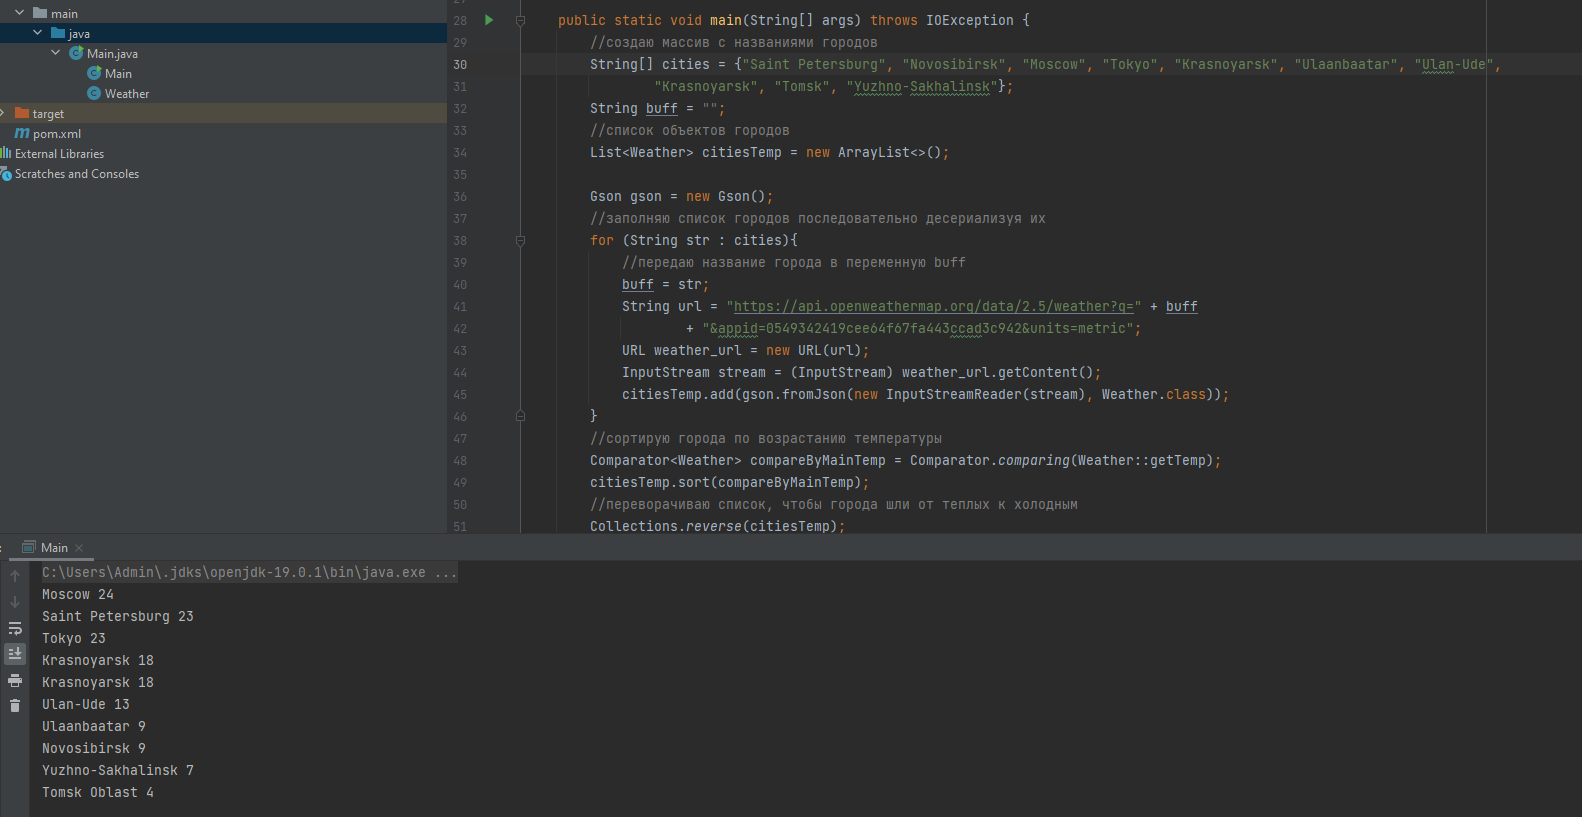 main
java
Main.java
Main
Weather
target
pom.xml
External Libraries
Scratches and Consoles
28 public static void main(String[] args) throws IOException {
29 //создаю массив с названиями городов
30 String[] cities = {"Saint Petersburg", "Novosibirsk", "Moscow", "Tokyo", "Krasnoyarsk", "Ulaanbaatar", "Ulan-Ude",
31 "Krasnoyarsk", "Tomsk", "Yuzhno-Sakhalinsk"};
32 String buff = "";
33 //список объектов городов
34 List<Weather> citiesTemp = new ArrayList<>();
35
36 Gson gson = new Gson();
37 //заполняю список городов последовательно десериализуя их
38 for (String str : cities){
39 //передаю название города в переменную buff
40 buff = str;
41 String url = "https://api.openweathermap.org/data/2.5/weather?q=" + buff
42 + "&appid=0549342419cee64f67fa443ccad3c942&units=metric";
43 URL weather_url = new URL(url);
44 InputStream stream = (InputStream) weather_url.getContent();
45 citiesTemp.add(gson.fromJson(new InputStreamReader(stream), Weather.class));
46 }
47 //сортирую города по возрастанию температуры
48 Comparator<Weather> compareByMainTemp = Comparator.comparing(Weather::getTemp);
49 citiesTemp.sort(compareByMainTemp);
50 //переворачиваю список, чтобы города шли от теплых к холодным
51 Collections.reverse(citiesTemp);
Main
C:\Users\Admin\.jdks\openjdk-19.0.1\bin\java.exe ...
Moscow 24
Saint Petersburg 23
Tokyo 23
Krasnoyarsk 18
Krasnoyarsk 18
Ulan-Ude 13
Ulaanbaatar 9
Novosibirsk 9
Yuzhno-Sakhalinsk 7
Tomsk Oblast 4